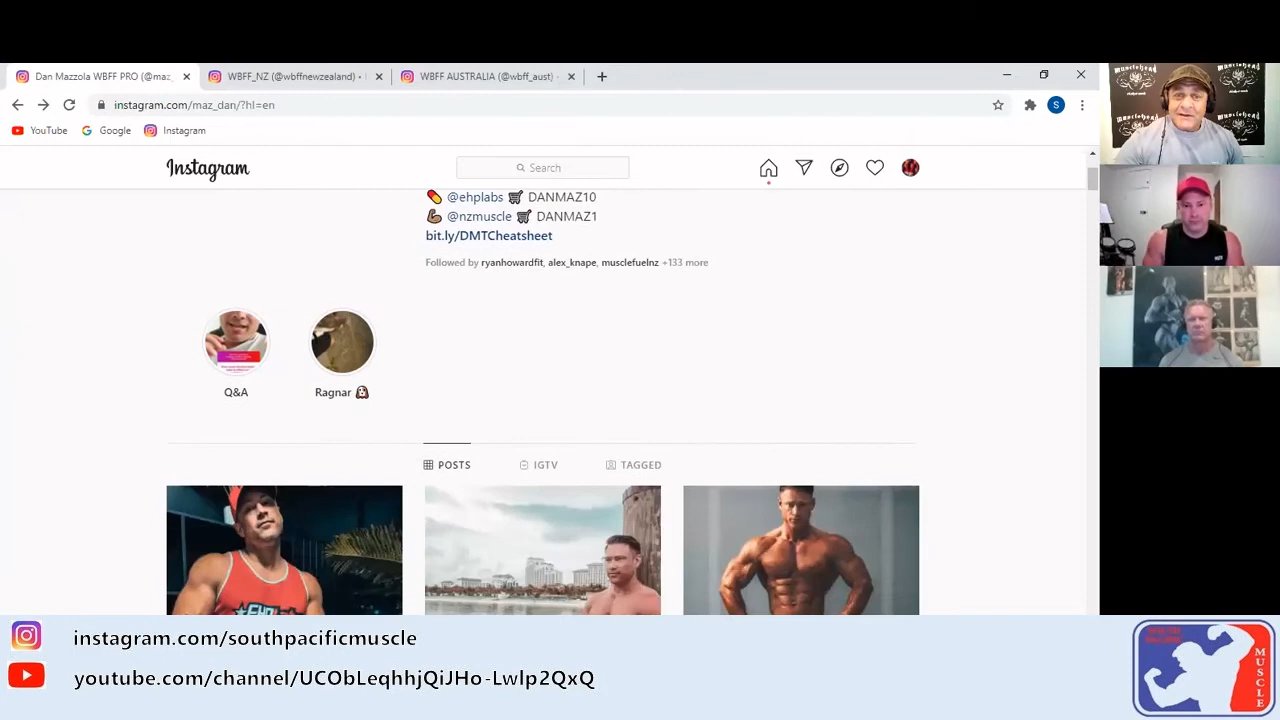 Dan Mazzola WBFF PRO (@maz_
WBFF_NZ (@wbffnewzealand) •
WBFF AUSTRALIA (@wbff_aust) ·
instagram.com/maz_dan/?hl=en
S
YouTube
Google
Instagram
Instagram
Search
@ehplabs DANMAZ10
@nzmuscle DANMAZ1
bit.ly/DMTCheatsheet
Followed by ryanhowardfit, alex_knape, musclefuelnz +133 more
Q&A
Ragnar
POSTS
IGTV
TAGGED
instagram.com/southpacificmuscle
youtube.com/channel/UCObLeqhhjQiJHo-Lwlp2QxQ
MUSCLE